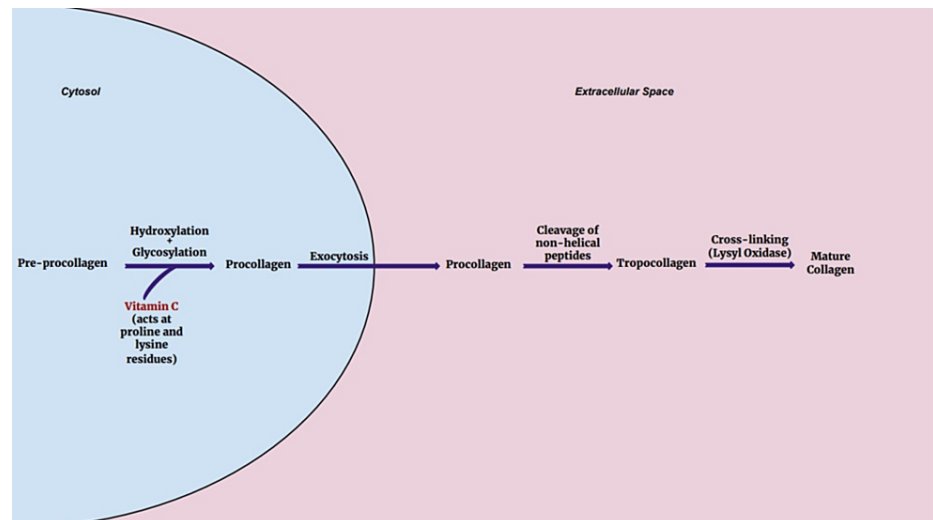 Cytosol
Extracellular Space
Hydroxylation
+
Glycosylation
Pre-procollagen
Vitamin C
(acts at
proline and
lysine
residues)
Procollagen
Exocytosis
Procollagen
Cleavage of
non-helical
peptides
Tropocollagen
Cross-linking
(Lysyl Oxidase)
Mature
Collagen